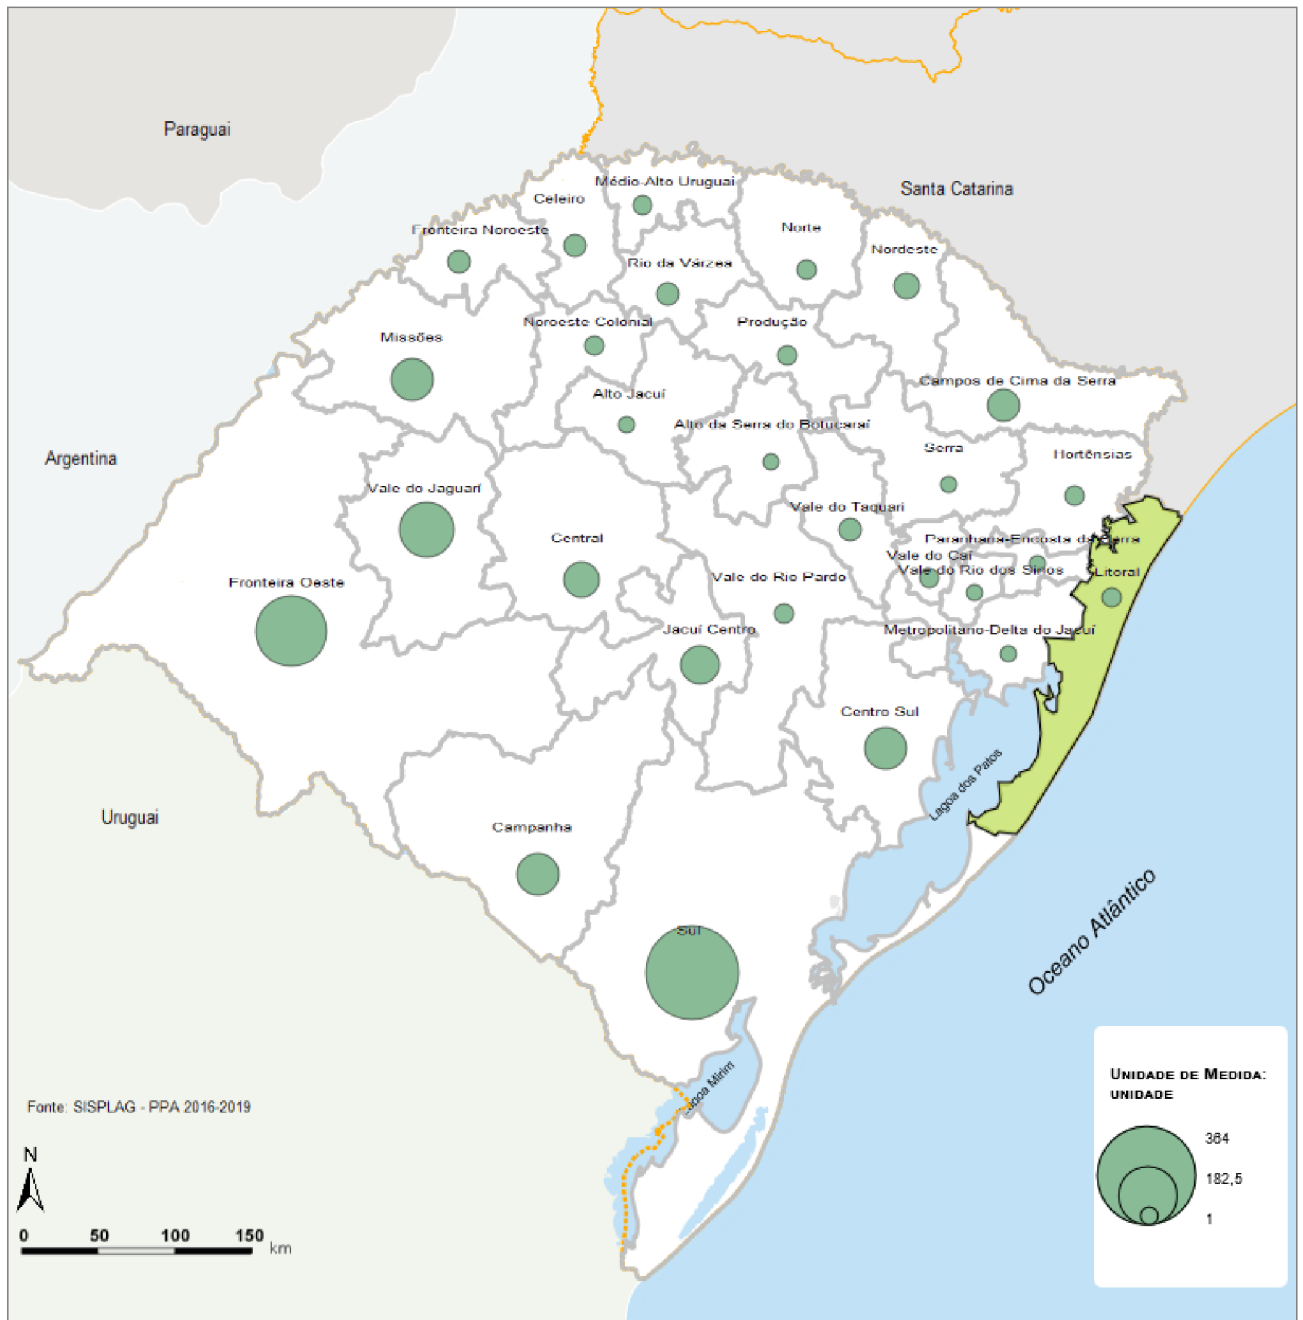 Paraguai
Santa Catarina
Médio-Alto Uruguai
Celeiro
Norte
Fronteira Noroeste
Nordeste
Rio da Várzea
Noroeste Colonial
Produção
Missões
Campos de Cima da Serra
Alto Jacuí
Alto da Serra do Botucaraí
Serra
Hortênsias
Argentina
Vale do Jaguarí
Vale do Taquari
Central
Paranhana-Encosta da Serra
Vale do Caí
Vale do Rio dos Sinos
Litoral
Fronteira Oeste
Vale do Rio Pardo
Jacuí Centro
Metropolitano-Delta do Jacuí
Centro Sul
Lagoa dos Patos
Uruguai
Campanha
Oceano Atlântico
Sul
Lagoa Mirim
Fonte: SISPLAG - PPA 2016-2019
N
0 50 100 150
km
UNIDADE DE MEDIDA:
UNIDADE
364
182,5
1